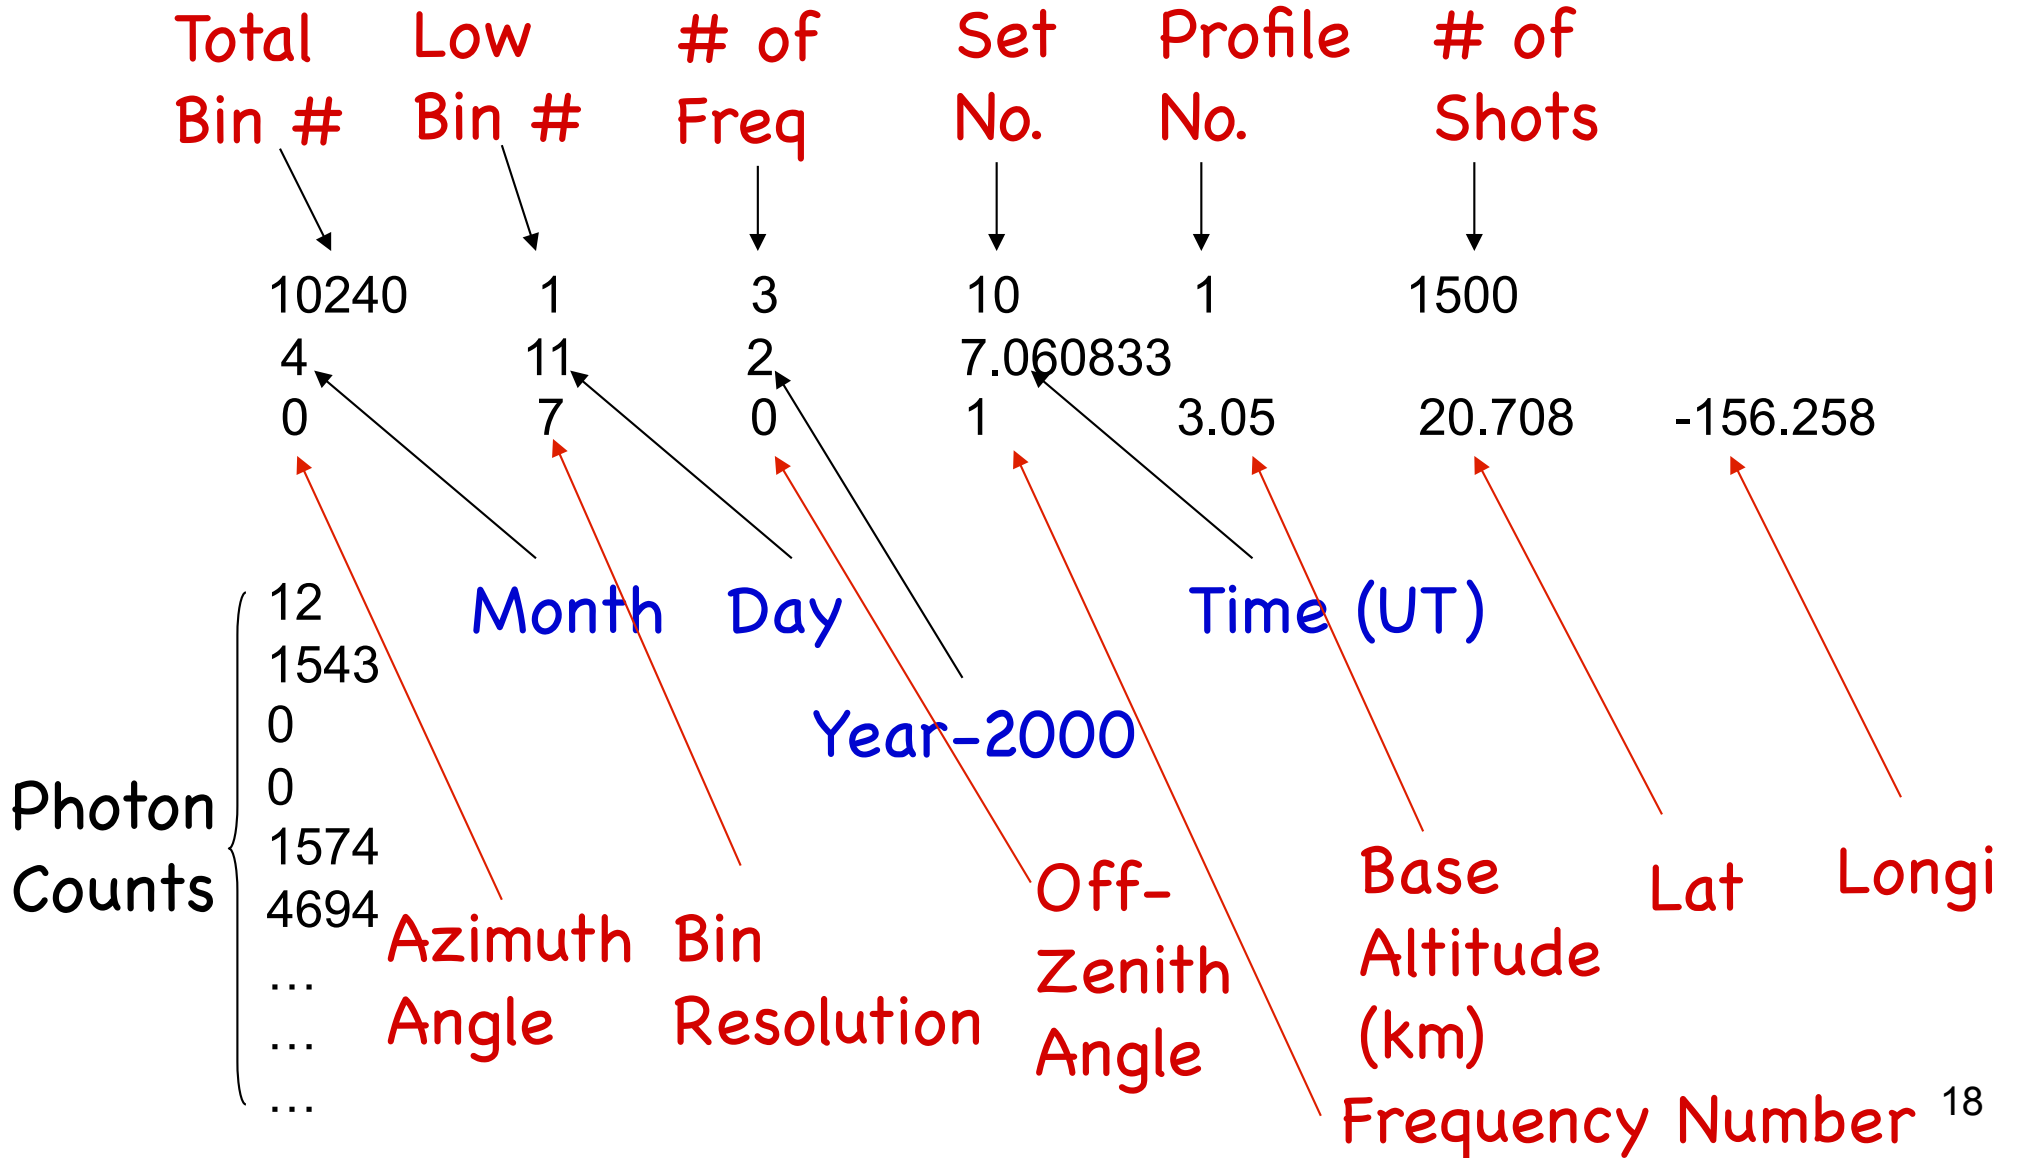 Total Bin #
Low Bin #
# of Freq
Set No.
Profile No.
# of Shots
10240 1 3 10 1 1500
4 11 2 7.060833
0 7 0 1 3.05 20.708 -156.258
Month Day Time (UT)
Year-2000
Photon Counts
12
1543
0
0
1574
4694
...
...
...
Azimuth Angle
Bin Resolution
Off-Zenith Angle
Base Altitude (km)
Lat
Longi
Frequency Number
18